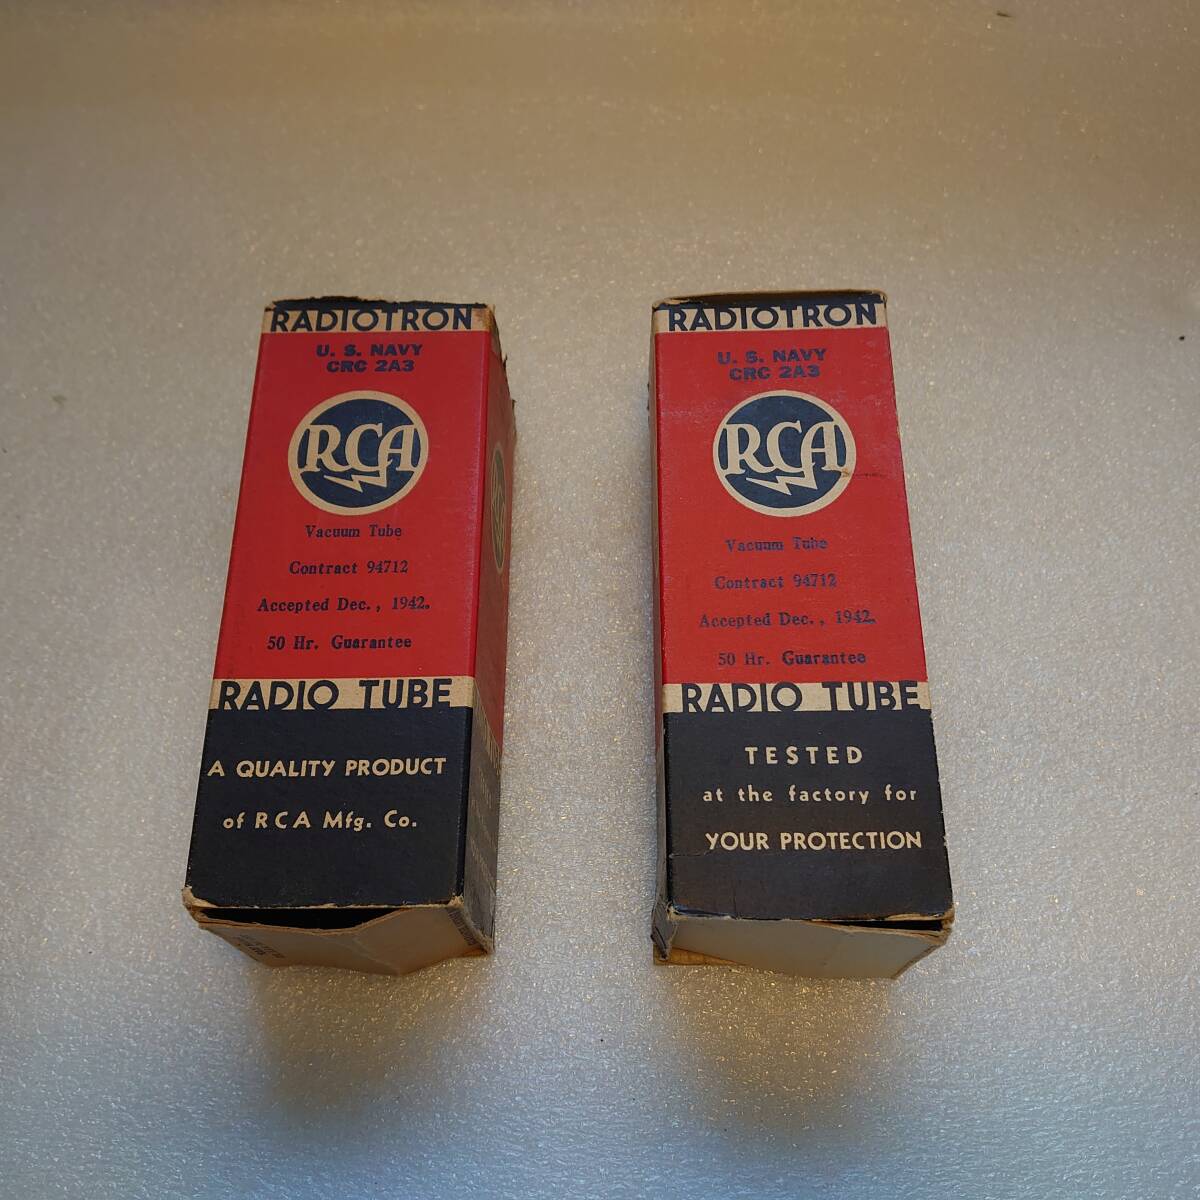 RADIOTRON
U. S. NAVY
CRC 2A3
RCA
Vacuum Tube
Contract 94712
Accepted Dec., 1942.
50 Hr. Guarantee
RADIO TUBE
A QUALITY PRODUCT
of RCA Mfg. Co.
RADIOTRON
U. S. NAVY
CRC 2A3
RCA
Vacuum Tube
Contract 94712
Accepted Dec., 1942.
50 Hr. Guarantee
RADIO TUBE
TESTED
at the factory for
YOUR PROTECTION